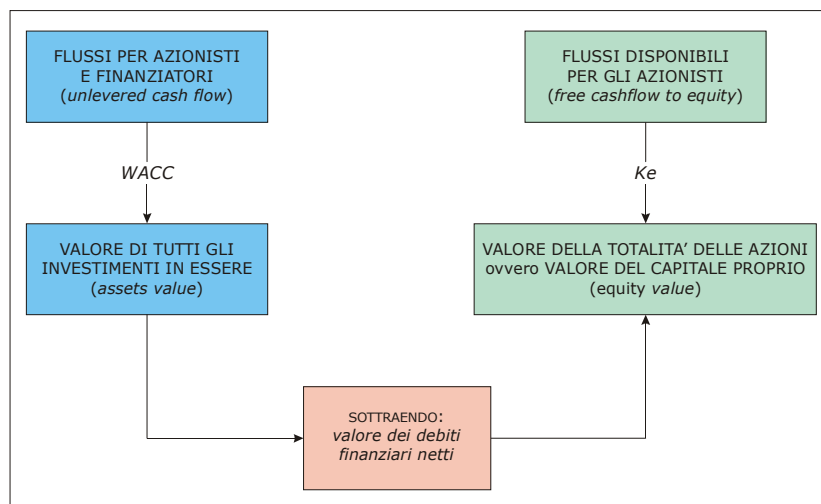 FLUSSI PER AZIONISTI
E FINANZIATORI
(unlevered cash flow)
FLUSSI DISPONIBILI
PER GLI AZIONISTI
(free cashflow to equity)
WACC
Ke
VALORE DI TUTTI GLI
INVESTIMENTI IN ESSERE
(assets value)
VALORE DELLA TOTALITA’ DELLE AZIONI
ovvero VALORE DEL CAPITALE PROPRIO
(equity value)
SOTTRAENDO:
valore dei debiti
finanziari netti